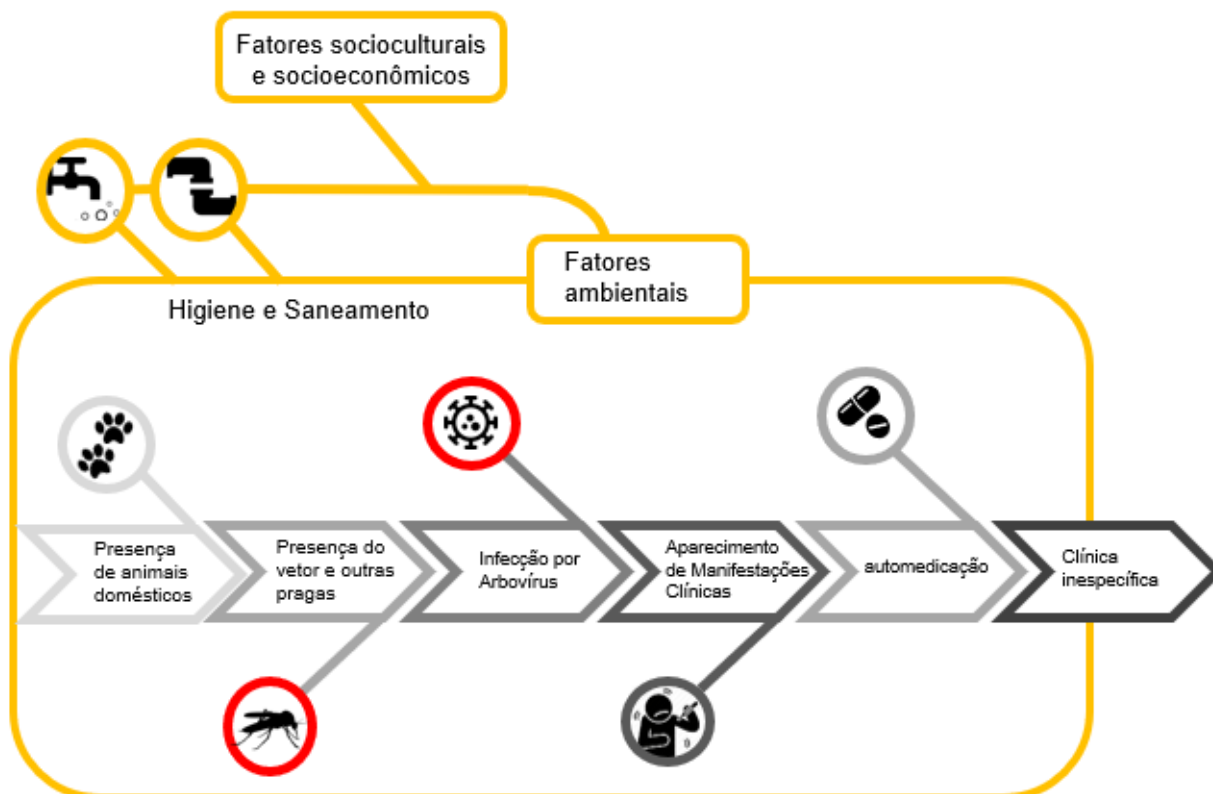 Fatores socioculturais
e socioeconômicos
Fatores
ambientais
Higiene e Saneamento
Presença
de animais
domésticos
Presença do
vetor e outras
pragas
Infecção por
Arbovírus
Aparecimento
de Manifestações
Clínicas
automedicação
Clínica
inespecífica